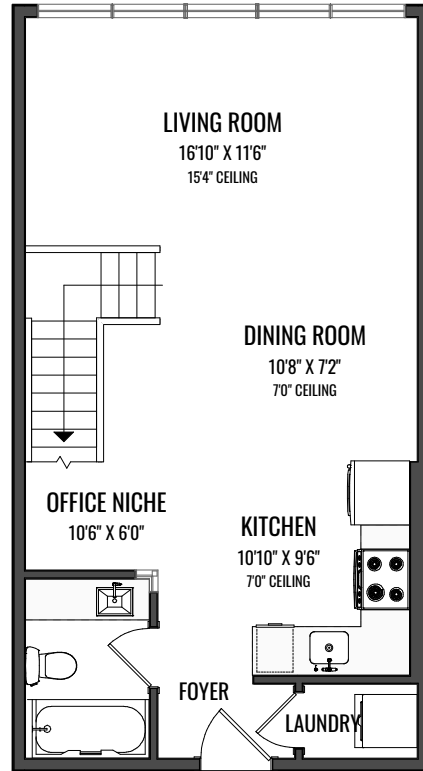 LIVING ROOM
16'10" X 11'6"
15'4" CEILING
DINING ROOM
10'8" X 7'2"
7'0" CEILING
OFFICE NICHE
10'6" X 6'0"
KITCHEN
10'10" X 9'6"
7'0" CEILING
FOYER
LAUNDRY